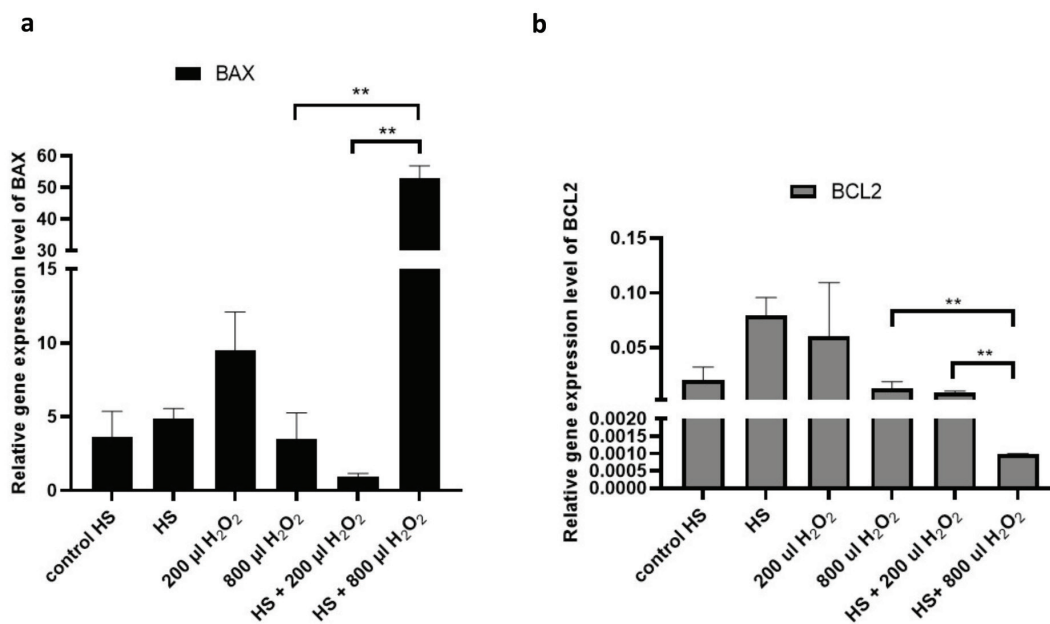 a
BAX
**
**
Relative gene expression level of BAX
60
50
40
30
15
10
5
0
control HS
HS
200 µl H₂O₂
800 µl H₂O₂
HS + 200 µl H₂O₂
HS + 800 µl H₂O₂
b
BCL2
**
**
Relative gene expression level of BCL2
0.15
0.10
0.05
0.0020
0.0015
0.0010
0.0005
0.0000
control HS
HS
200 ul H₂O₂
800 ul H₂O₂
HS + 200 ul H₂O₂
HS+ 800 ul H₂O₂